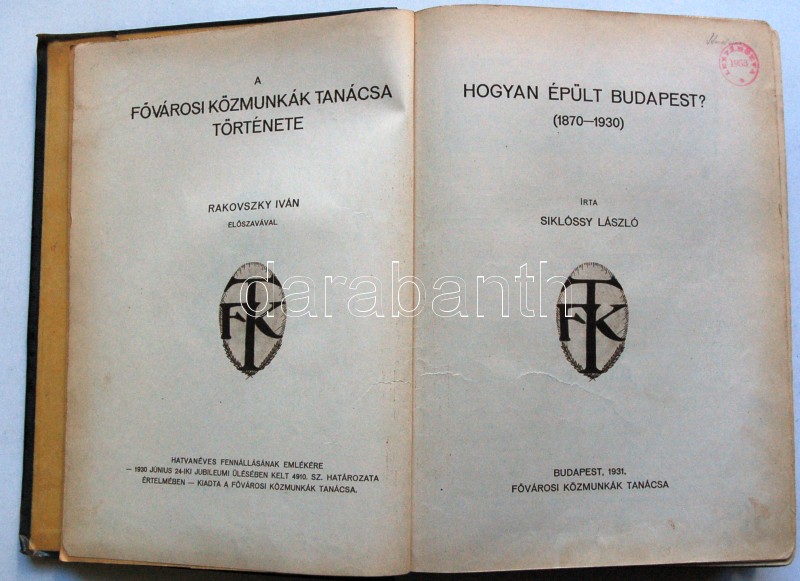 A
FŐVÁROSI KÖZMUNKÁK TANÁCSA
TÖRTÉNETE
RAKOVSZKY IVÁN
ELŐSZAVÁVAL
TFK
HATVANÉVES FENNÁLLÁSÁNAK EMLÉKÉRE
— 1930 JÚNIUS 24-IKI JUBILEUMI ÜLÉSÉBEN KELT 4910. SZ. HATÁROZATA
ÉRTELMÉBEN — KIADTA A FŐVÁROSI KÖZMUNKÁK TANÁCSA.
HOGYAN ÉPÜLT BUDAPEST?
(1870—1930)
ÍRTA
SIKLÓSSY LÁSZLÓ
TFK
BUDAPEST, 1931.
FŐVÁROSI KÖZMUNKÁK TANÁCSA
darabanth